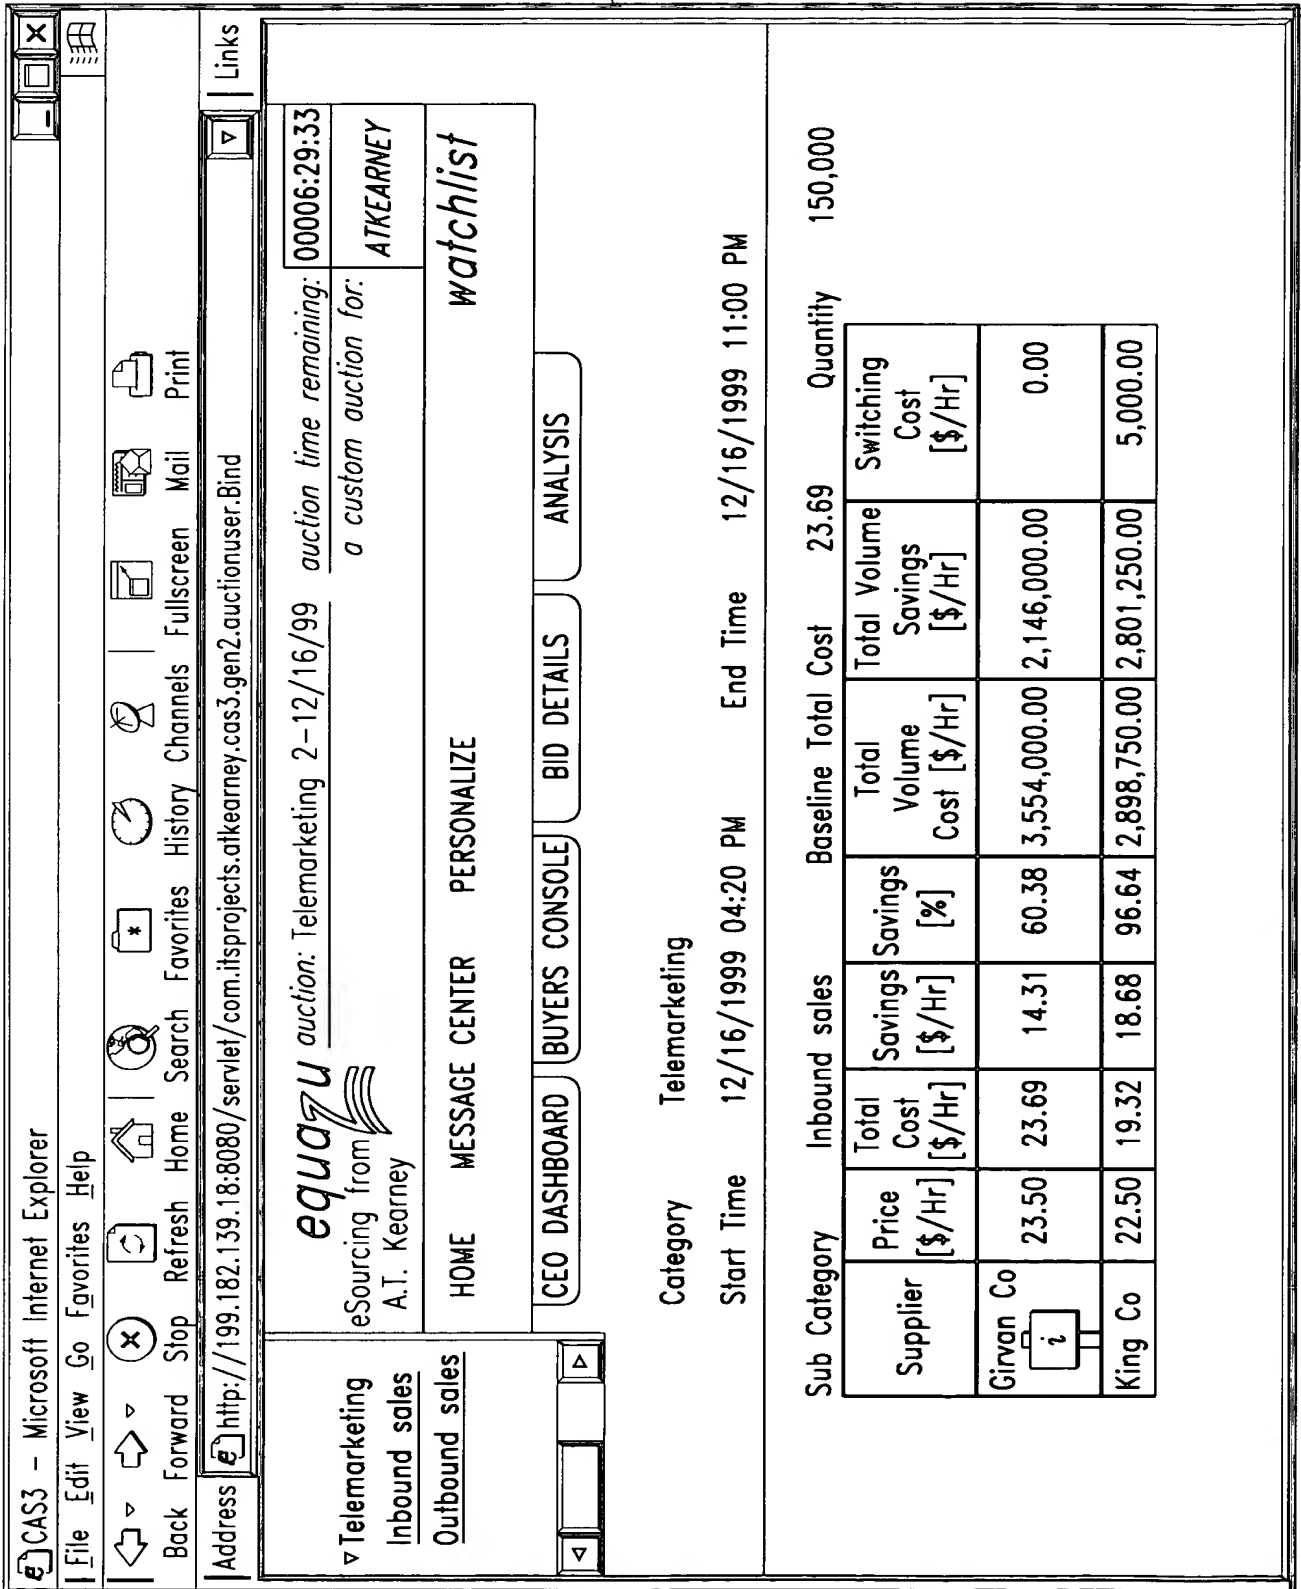 CAS3 – Microsoft Internet Explorer
File Edit View Go Favorites Help
Back Forward Stop Refresh Home Search Favorites History Channels Fullscreen Mail Print
Address http://199.182.139.18:8080/servlet/com.itsprojects.atkearney.cas3.gen2.auctionuser.Bind Links
Telemarketing
Inbound sales
Outbound sales
equazu auction: Telemarketing 2–12/16/99 auction time remaining: 00006:29:33
eSourcing from a custom auction for: ATKEARNEY
A.T. Kearney
HOME MESSAGE CENTER PERSONALIZE watchlist
CEO DASHBOARD BUYERS CONSOLE BID DETAILS ANALYSIS
Category Telemarketing
Start Time 12/16/1999 04:20 PM End Time 12/16/1999 11:00 PM
Sub Category Inbound sales Baseline Total Cost 23.69 Quantity 150,000
Supplier Price [$/Hr] Total Cost [$/Hr] Savings [$/Hr] Savings [%] Total Volume Cost [$/Hr] Total Volume Savings [$/Hr] Switching Cost [$/Hr]
Girvan Co i 23.50 23.69 14.31 60.38 3,554,000.00 2,146,000.00 0.00
King Co 22.50 19.32 18.68 96.64 2,898,750.00 2,801,250.00 5,000.00